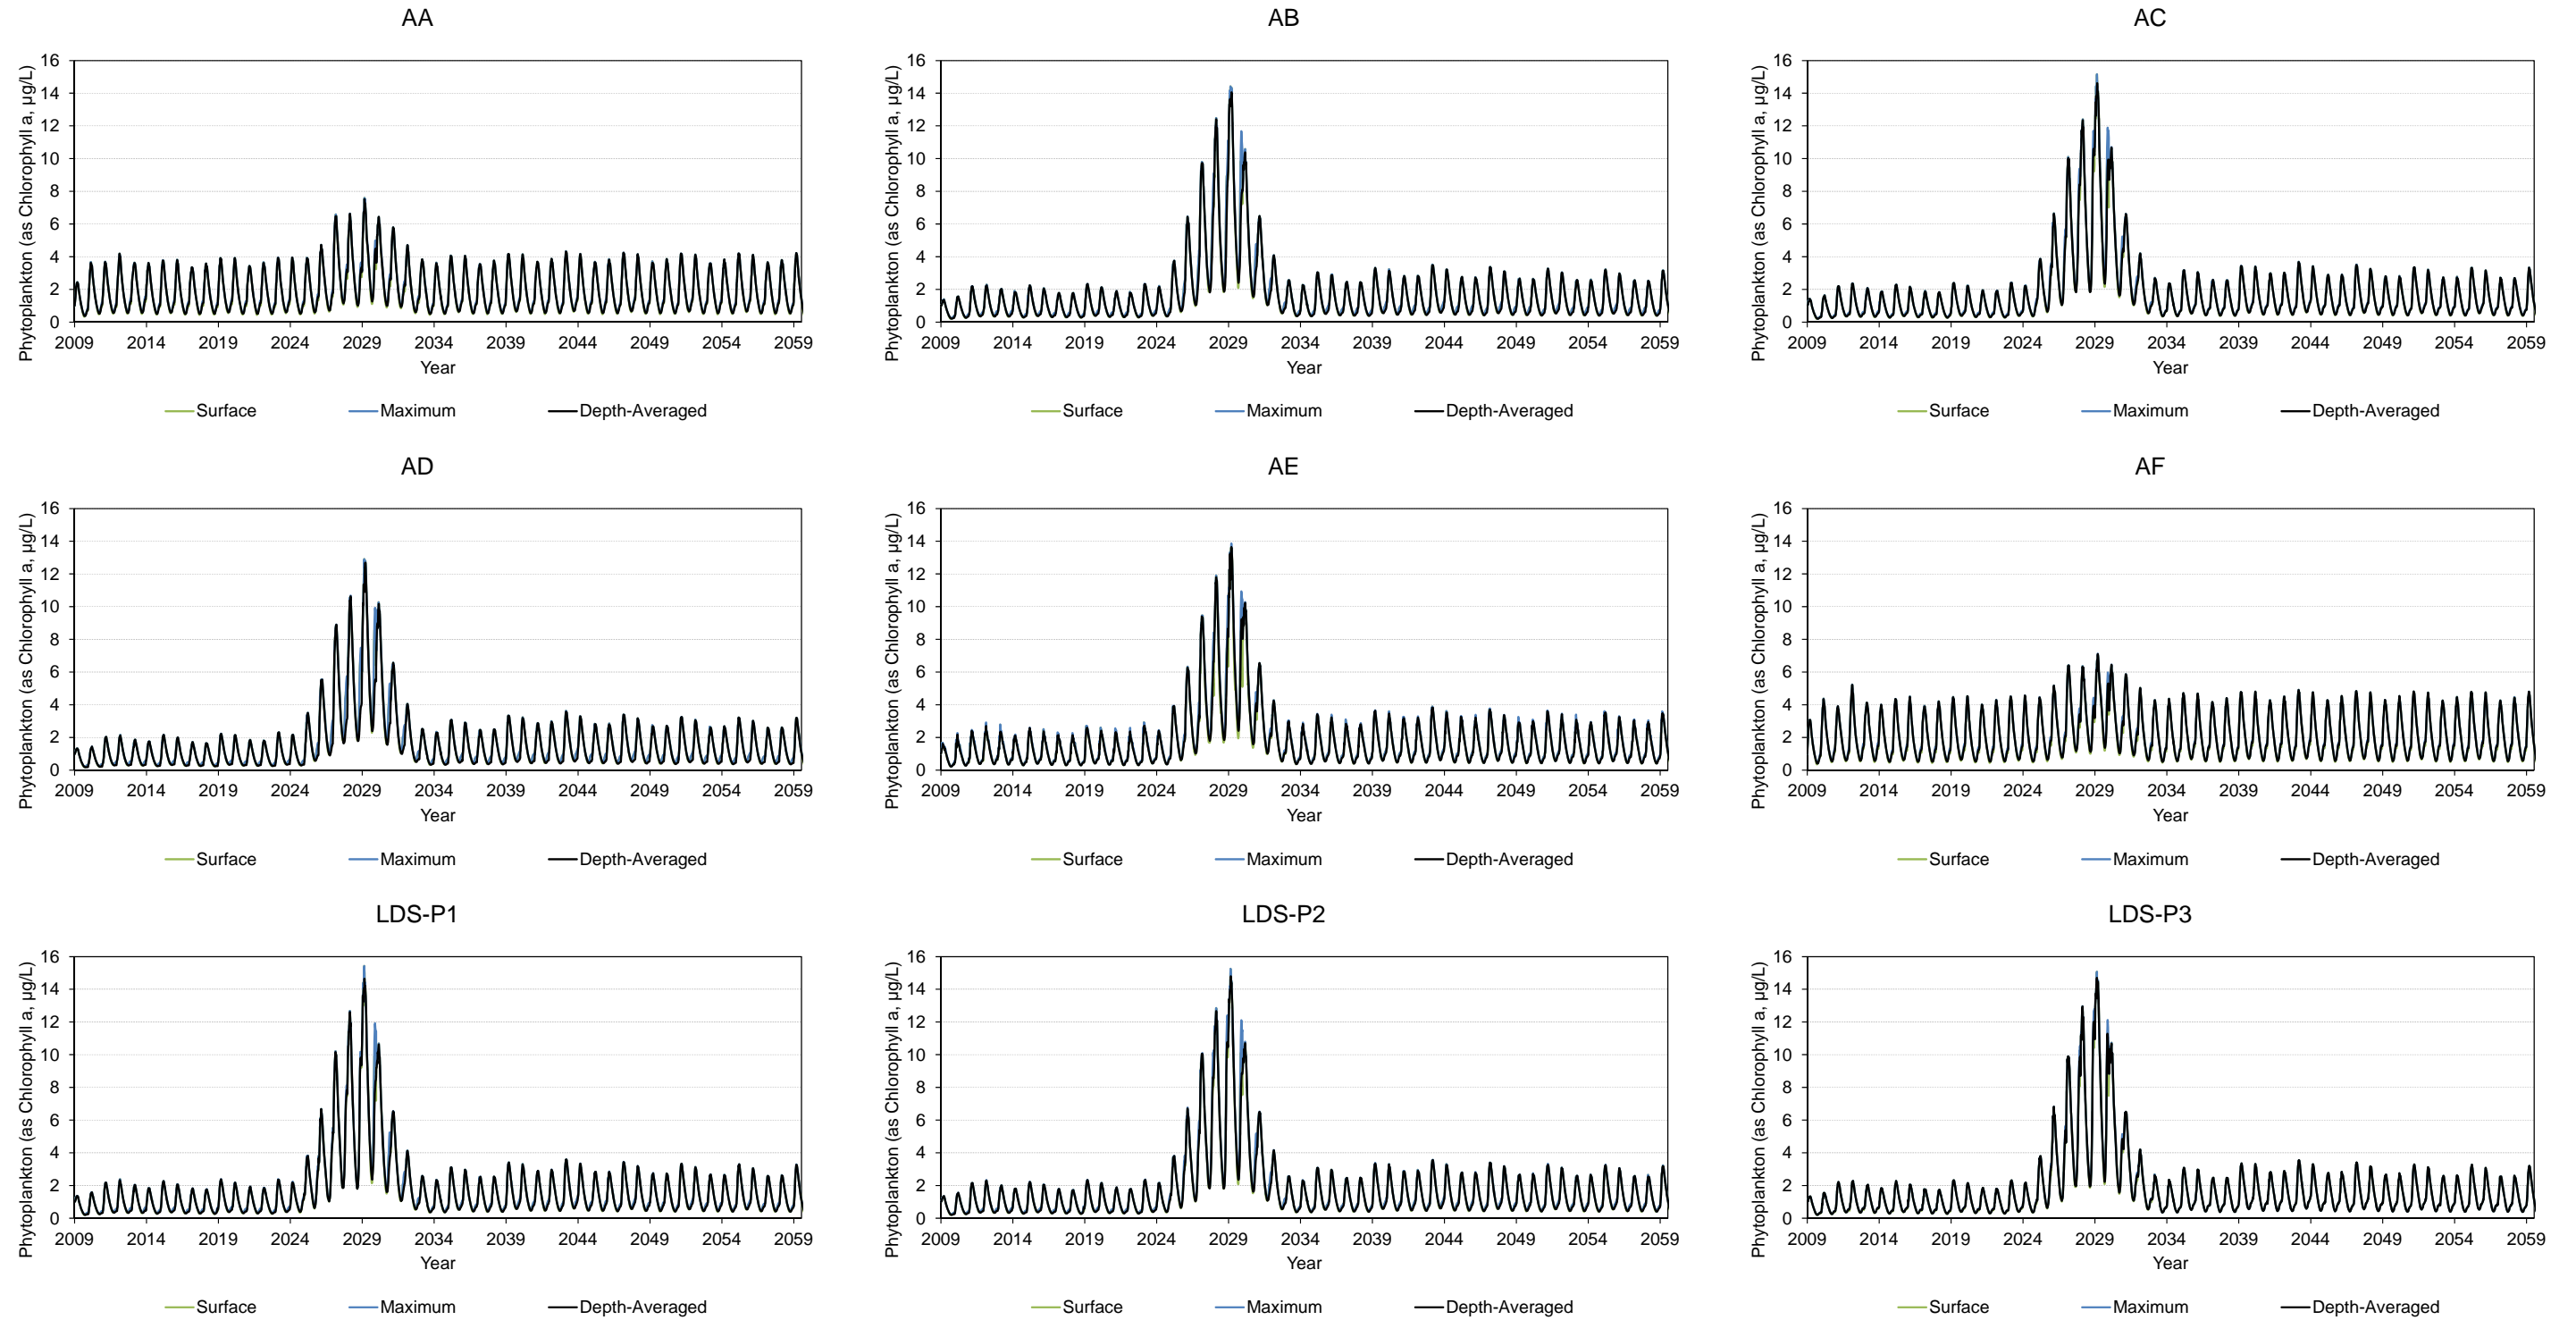 AA
Phytoplankton (as Chlorophyll a, µg/L)
16
14
12
10
8
6
4
2
0
2009 2014 2019 2024 2029 2034 2039 2044 2049 2054 2059
Year
Surface Maximum Depth-Averaged
AB
Phytoplankton (as Chlorophyll a, µg/L)
16
14
12
10
8
6
4
2
0
2009 2014 2019 2024 2029 2034 2039 2044 2049 2054 2059
Year
Surface Maximum Depth-Averaged
AC
Phytoplankton (as Chlorophyll a, µg/L)
16
14
12
10
8
6
4
2
0
2009 2014 2019 2024 2029 2034 2039 2044 2049 2054 2059
Year
Surface Maximum Depth-Averaged
AD
Phytoplankton (as Chlorophyll a, µg/L)
16
14
12
10
8
6
4
2
0
2009 2014 2019 2024 2029 2034 2039 2044 2049 2054 2059
Year
Surface Maximum Depth-Averaged
AE
Phytoplankton (as Chlorophyll a, µg/L)
16
14
12
10
8
6
4
2
0
2009 2014 2019 2024 2029 2034 2039 2044 2049 2054 2059
Year
Surface Maximum Depth-Averaged
AF
Phytoplankton (as Chlorophyll a, µg/L)
16
14
12
10
8
6
4
2
0
2009 2014 2019 2024 2029 2034 2039 2044 2049 2054 2059
Year
Surface Maximum Depth-Averaged
LDS-P1
Phytoplankton (as Chlorophyll a, µg/L)
16
14
12
10
8
6
4
2
0
2009 2014 2019 2024 2029 2034 2039 2044 2049 2054 2059
Year
Surface Maximum Depth-Averaged
LDS-P2
Phytoplankton (as Chlorophyll a, µg/L)
16
14
12
10
8
6
4
2
0
2009 2014 2019 2024 2029 2034 2039 2044 2049 2054 2059
Year
Surface Maximum Depth-Averaged
LDS-P3
Phytoplankton (as Chlorophyll a, µg/L)
16
14
12
10
8
6
4
2
0
2009 2014 2019 2024 2029 2034 2039 2044 2049 2054 2059
Year
Surface Maximum Depth-Averaged